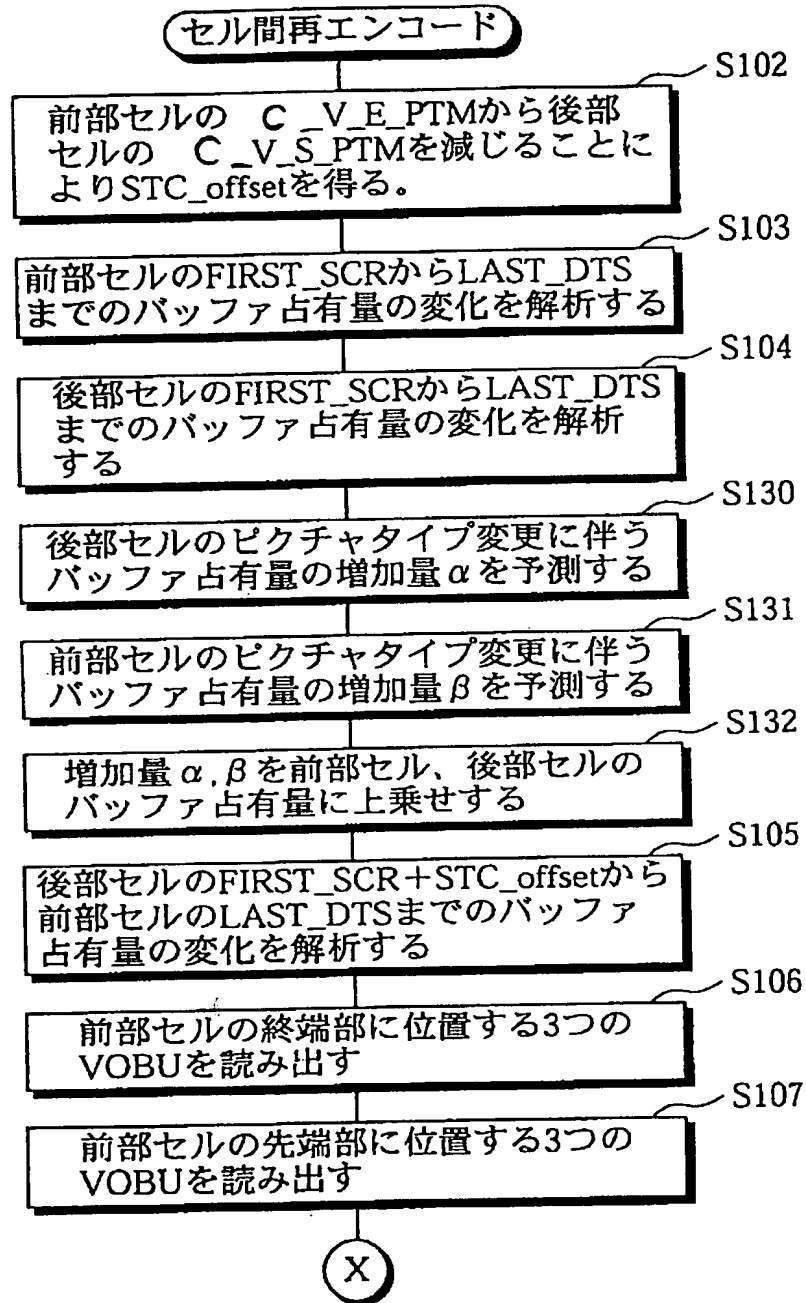 セル間再エンコード
S102
前部セルの C_V_E_PTMから後部
セルの C_V_S_PTMを減じることに
よりSTC_offsetを得る。
S103
前部セルのFIRST_SCRからLAST_DTS
までのバッファ占有量の変化を解析する
S104
後部セルのFIRST_SCRからLAST_DTS
までのバッファ占有量の変化を解析
する
S130
後部セルのピクチャタイプ変更に伴う
バッファ占有量の増加量αを予測する
S131
前部セルのピクチャタイプ変更に伴う
バッファ占有量の増加量βを予測する
S132
増加量α,βを前部セル、後部セルの
バッファ占有量に上乗せする
S105
後部セルのFIRST_SCR+STC_offsetから
前部セルのLAST_DTSまでのバッファ
占有量の変化を解析する
S106
前部セルの終端部に位置する3つの
VOBUを読み出す
S107
前部セルの先端部に位置する3つの
VOBUを読み出す
X